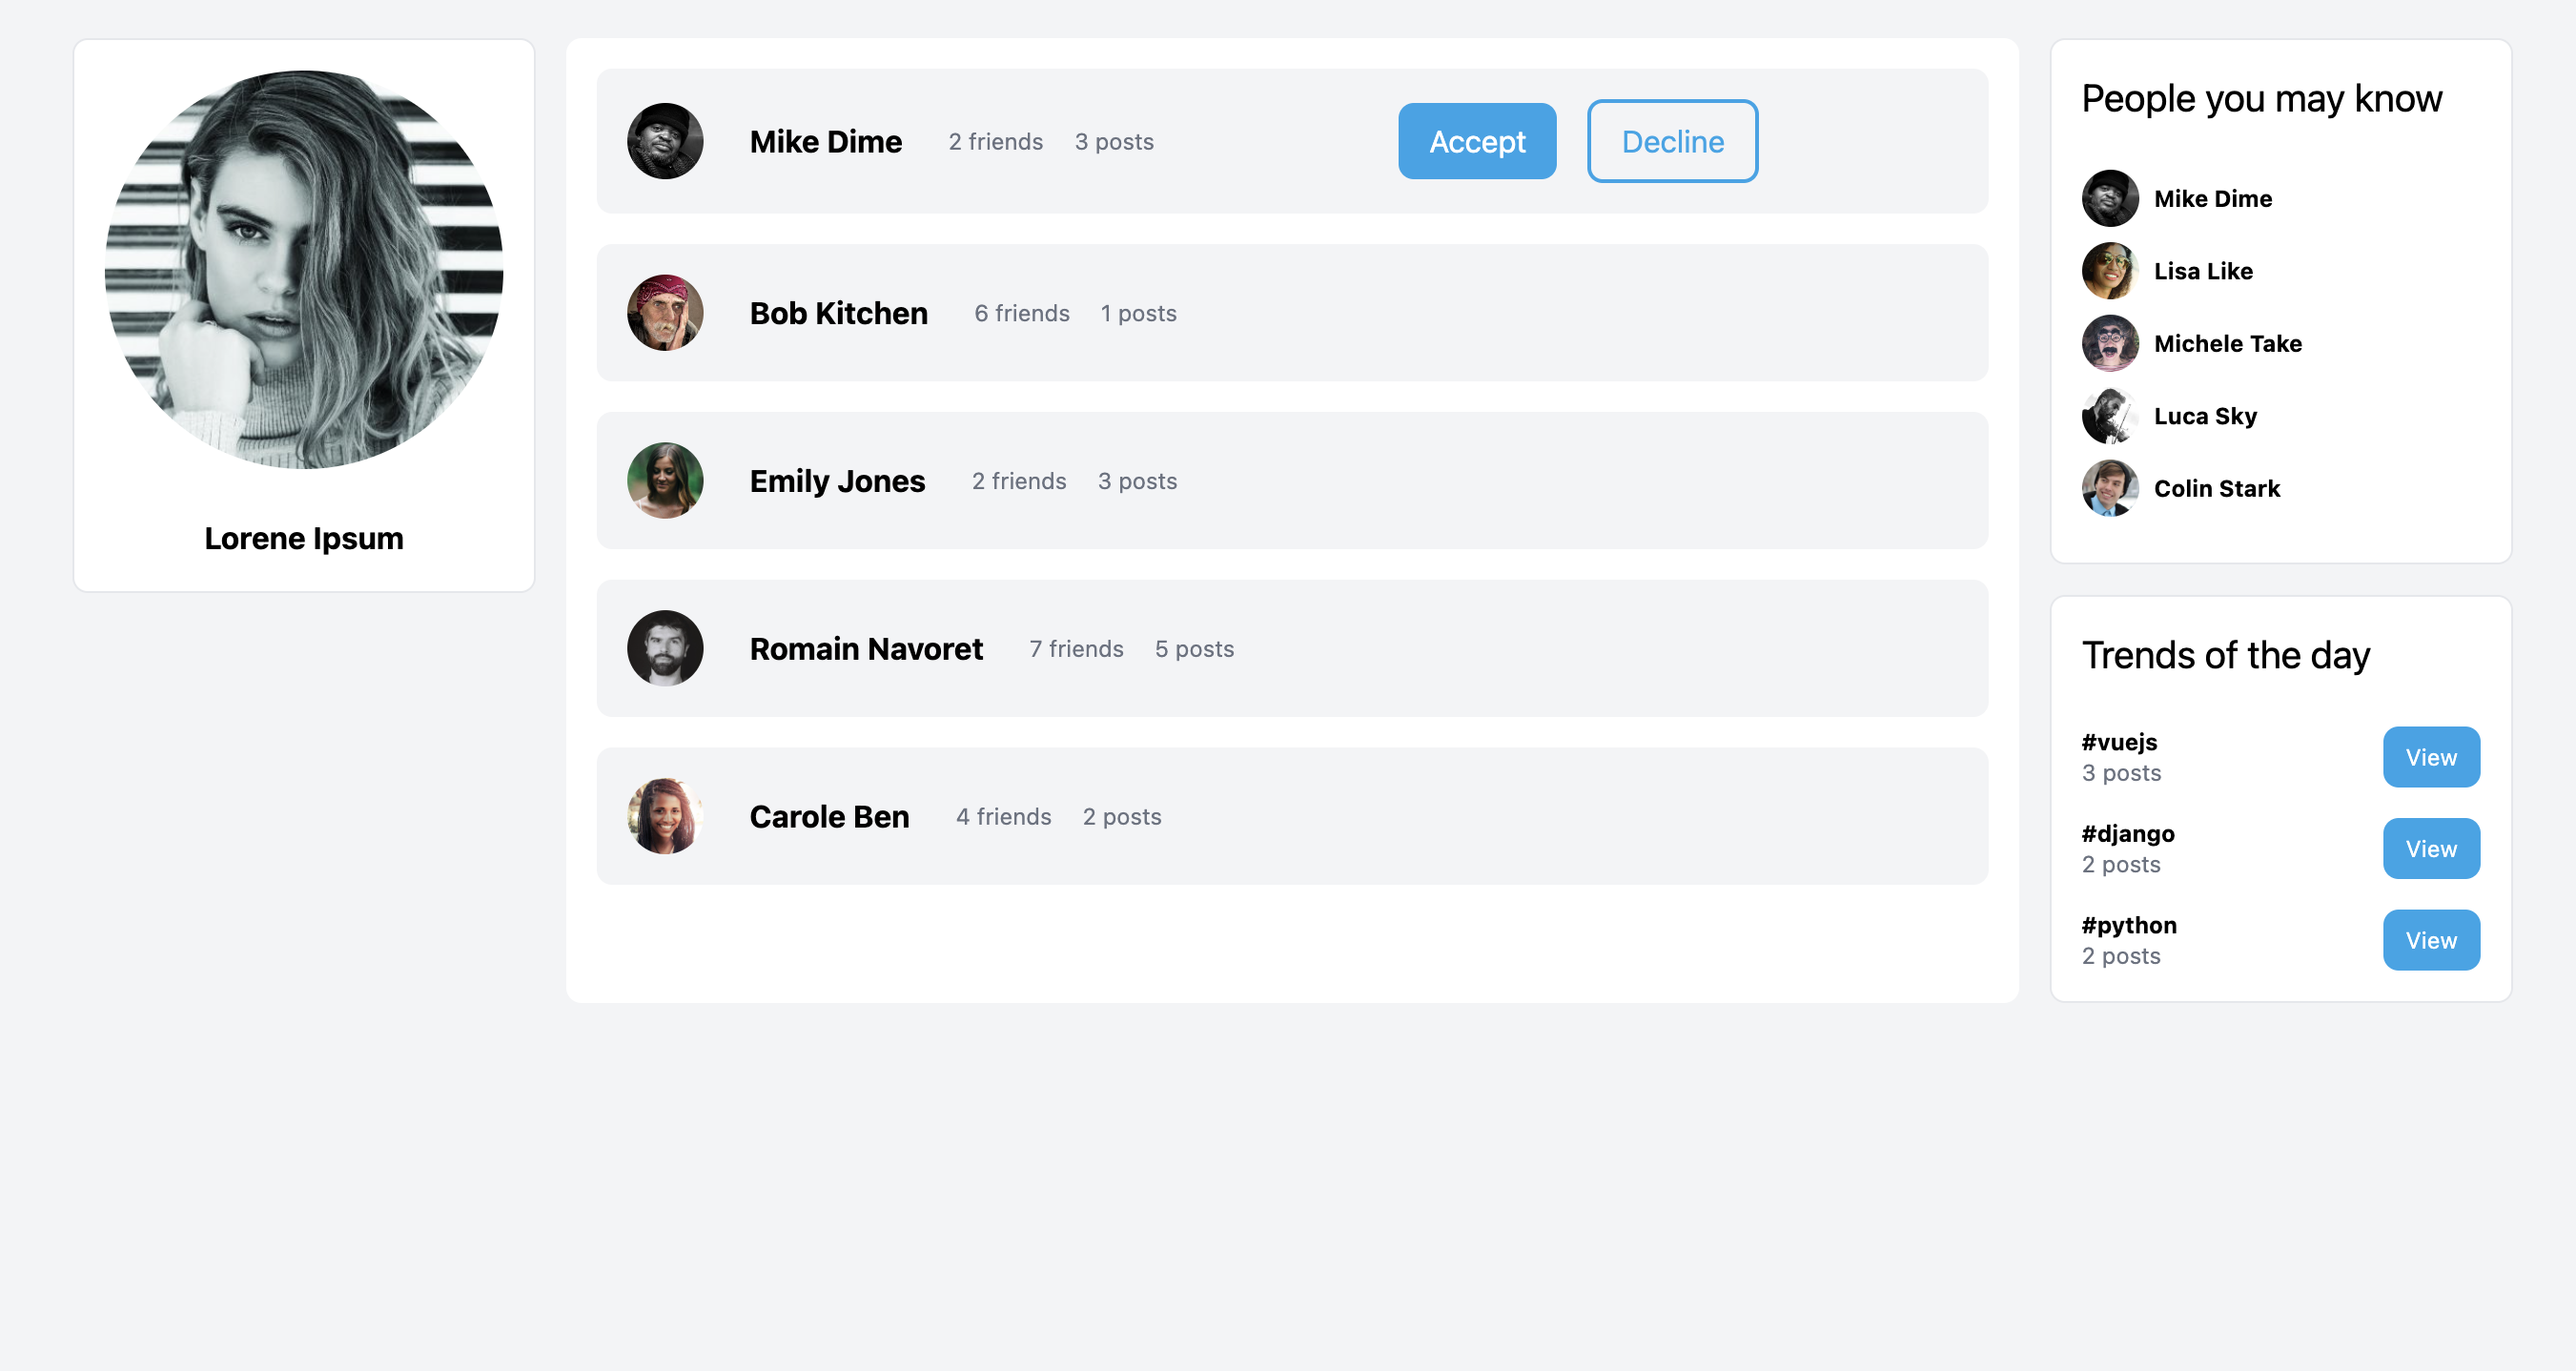 Lorene Ipsum
Mike Dime 2 friends 3 posts Accept Decline
Bob Kitchen 6 friends 1 posts
Emily Jones 2 friends 3 posts
Romain Navoret 7 friends 5 posts
Carole Ben 4 friends 2 posts
People you may know
Mike Dime
Lisa Like
Michele Take
Luca Sky
Colin Stark
Trends of the day
#vuejs
3 posts
View
#django
2 posts
View
#python
2 posts
View